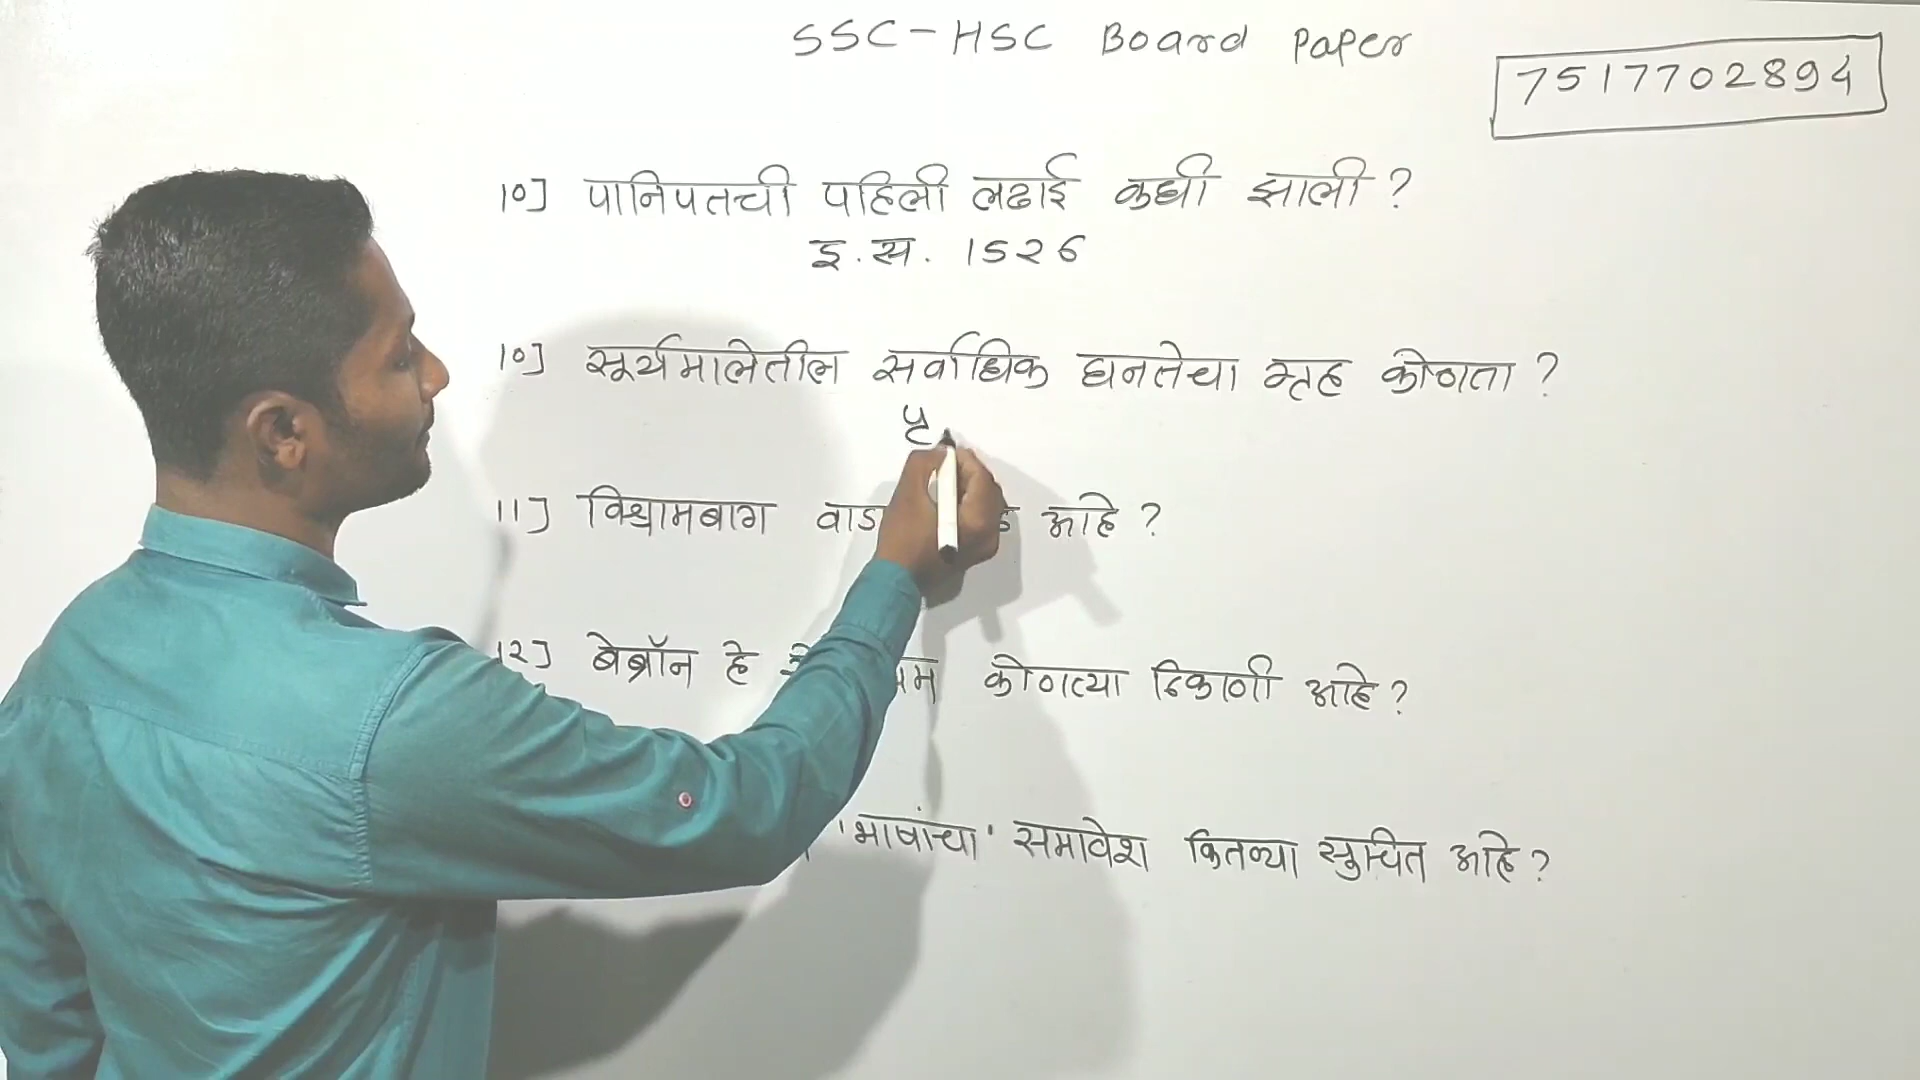 SSC-HSC Board Paper
7517702894
10] पानिपतची पहिली लढाई कधी झाली ?
इ.स. 1526
10] सूर्यमालेतील सर्वाधिक घनतेचा ग्रह कोणता ?
पृ
11] विश्रामबाग आहे ?
12] बेब्रॉन हे कोणत्या ठिकाणी आहे ?
'भाषांचा' समावेश कितव्या सुचित आहे ?